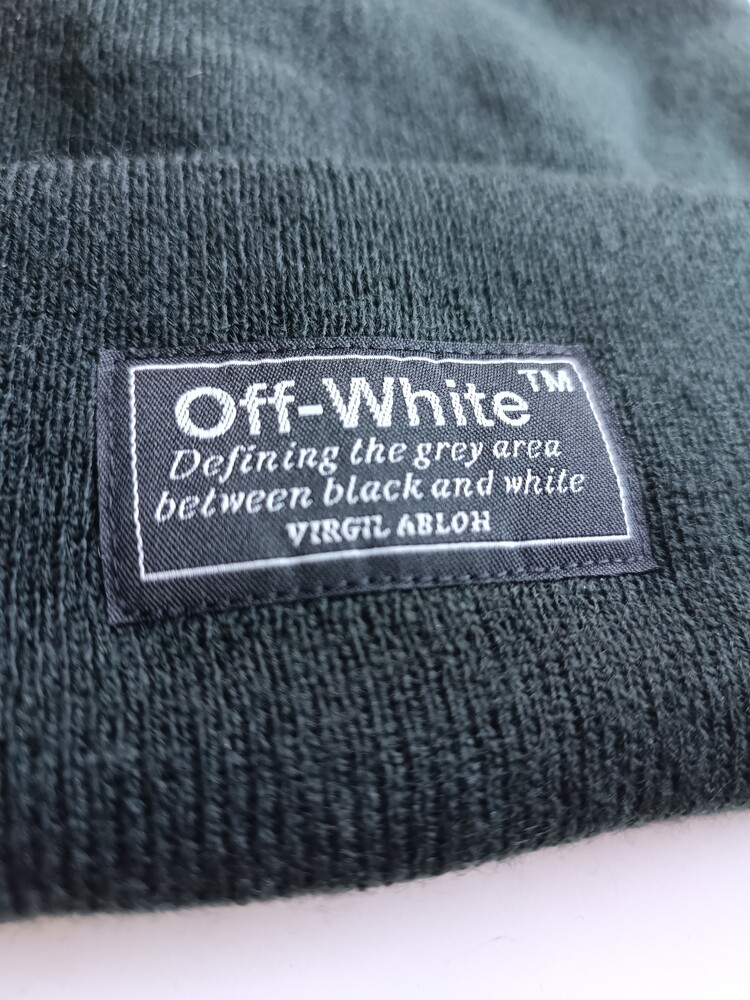 Off-White™
Defining the grey area
between black and white
VIRGIL ABLOH